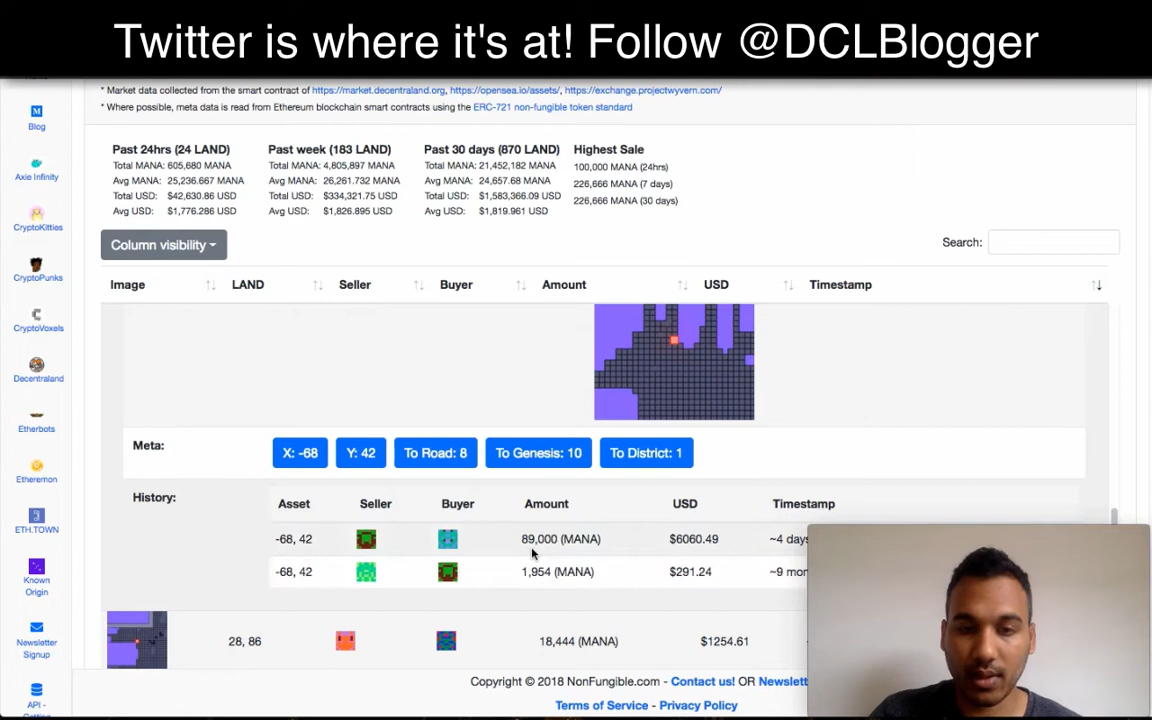 Twitter is where it's at! Follow @DCLBlogger
* Market data collected from the smart contract of https://market.decentraland.org, https://opensea.io/assets/, https://exchange.projectwyvern.com/
* Where possible, meta data is read from Ethereum blockchain smart contracts using the ERC-721 non-fungible token standard
Blog
Axie Infinity
CryptoKitties
CryptoPunks
CryptoVoxels
Decentraland
Etherbots
Etheremon
ETH.TOWN
Known
Origin
Newsletter
Signup
API -
Past 24hrs (24 LAND)
Total MANA: 605,680 MANA
Avg MANA: 25,236.667 MANA
Total USD: $42,630.86 USD
Avg USD: $1,776.286 USD
Past week (183 LAND)
Total MANA: 4,805,897 MANA
Avg MANA: 26,261.732 MANA
Total USD: $334,321.75 USD
Avg USD: $1,826.895 USD
Past 30 days (870 LAND)
Total MANA: 21,452,182 MANA
Avg MANA: 24,657.68 MANA
Total USD: $1,583,366.09 USD
Avg USD: $1,819.961 USD
Highest Sale
100,000 MANA (24hrs)
226,666 MANA (7 days)
226,666 MANA (30 days)
Column visibility
Search:
Image LAND Seller Buyer Amount USD Timestamp
Meta: X: -68 Y: 42 To Road: 8 To Genesis: 10 To District: 1
History: Asset Seller Buyer Amount USD Timestamp
-68, 42 89,000 (MANA) $6060.49 ~4 days
-68, 42 1,954 (MANA) $291.24 ~9 mon
28, 86 18,444 (MANA) $1254.61
Copyright © 2018 NonFungible.com - Contact us! OR Newslett
Terms of Service - Privacy Policy